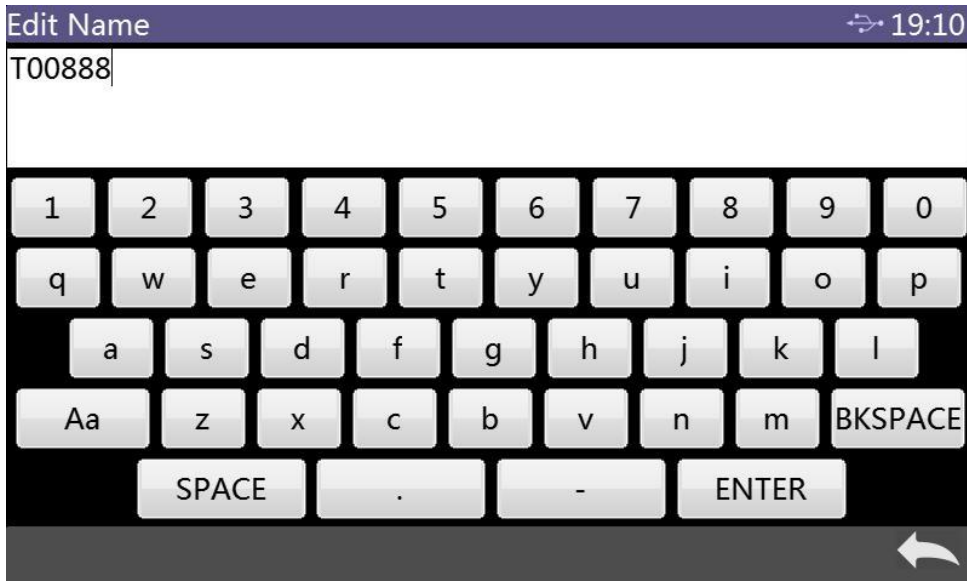 Edit Name 19:10
T00888
1 2 3 4 5 6 7 8 9 0
q w e r t y u i o p
a s d f g h j k l
Aa z x c b v n m BKSPACE
SPACE . - ENTER